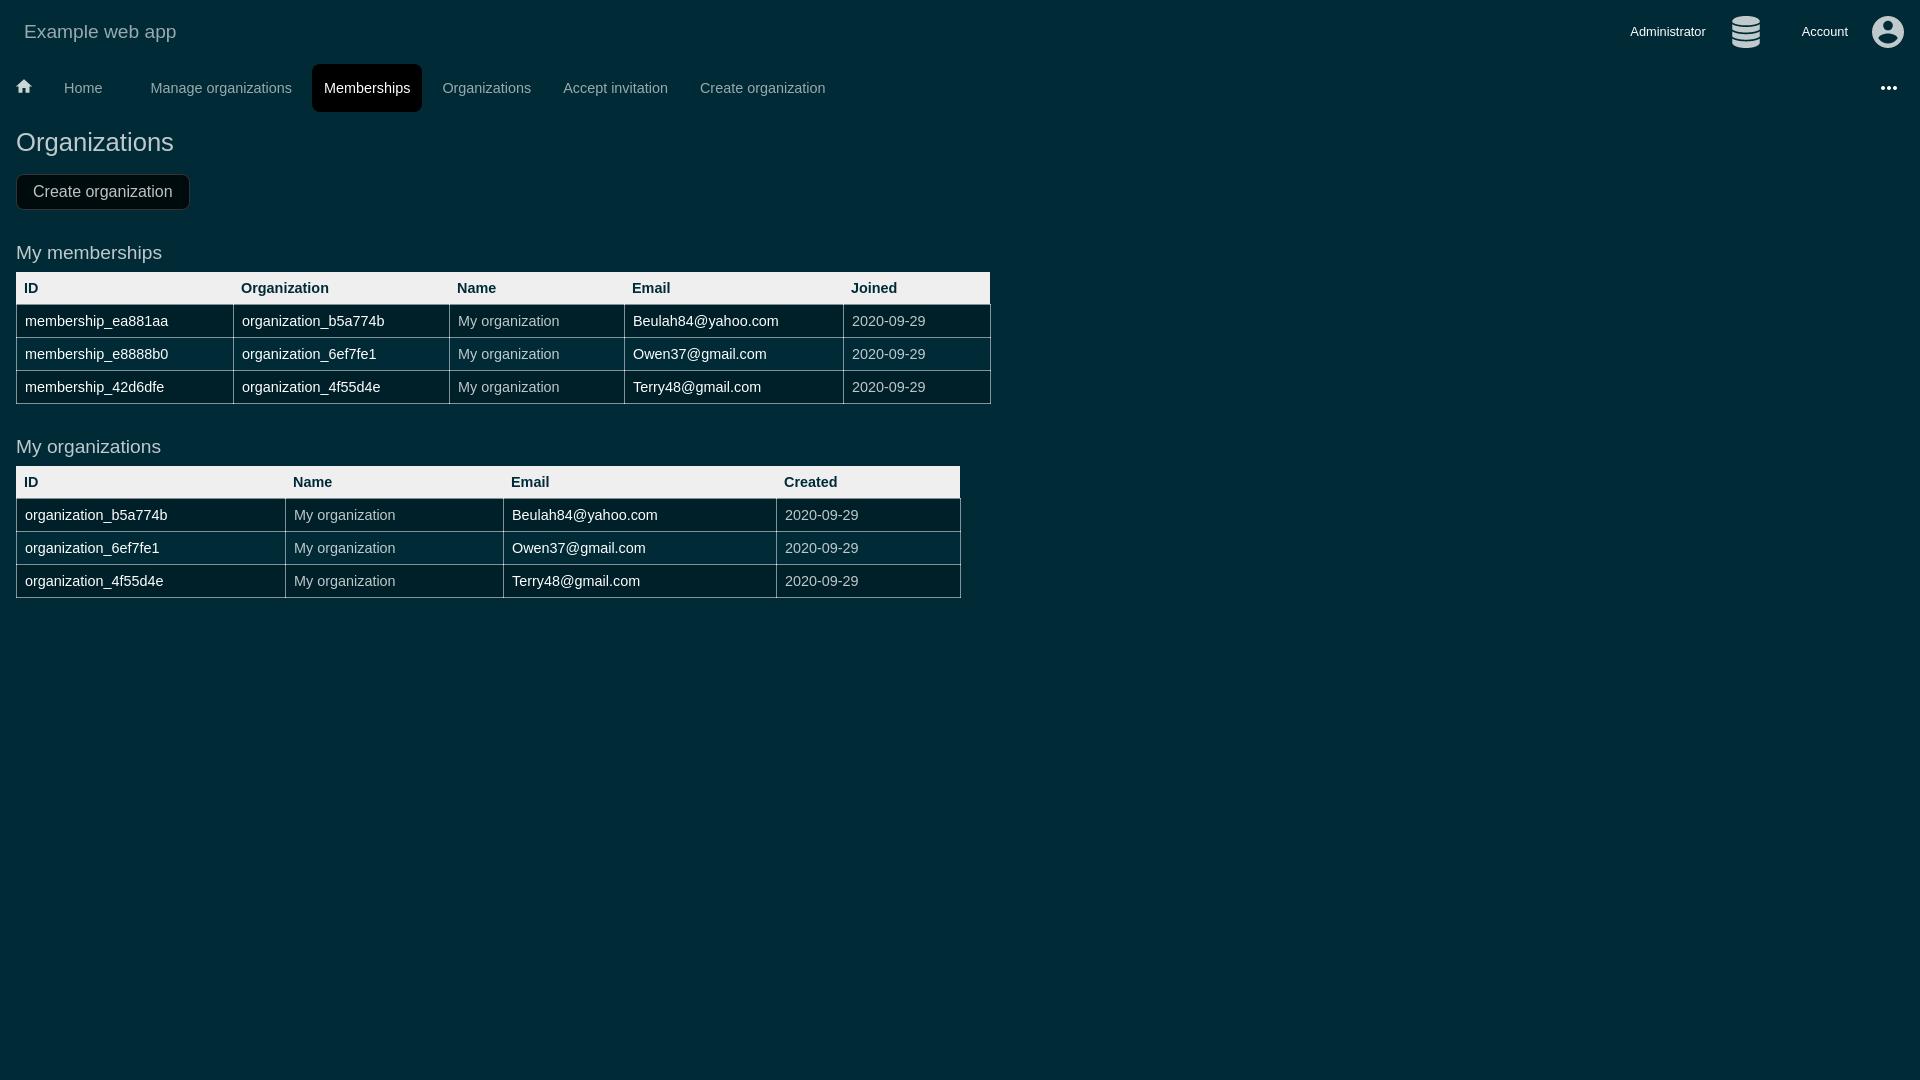 Example web app
Administrator
Account
Home
Manage organizations
Memberships
Organizations
Accept invitation
Create organization
Organizations
Create organization
My memberships
ID Organization Name Email Joined
membership_ea881aa organization_b5a774b My organization Beulah84@yahoo.com 2020-09-29
membership_e8888b0 organization_6ef7fe1 My organization Owen37@gmail.com 2020-09-29
membership_42d6dfe organization_4f55d4e My organization Terry48@gmail.com 2020-09-29
My organizations
ID Name Email Created
organization_b5a774b My organization Beulah84@yahoo.com 2020-09-29
organization_6ef7fe1 My organization Owen37@gmail.com 2020-09-29
organization_4f55d4e My organization Terry48@gmail.com 2020-09-29